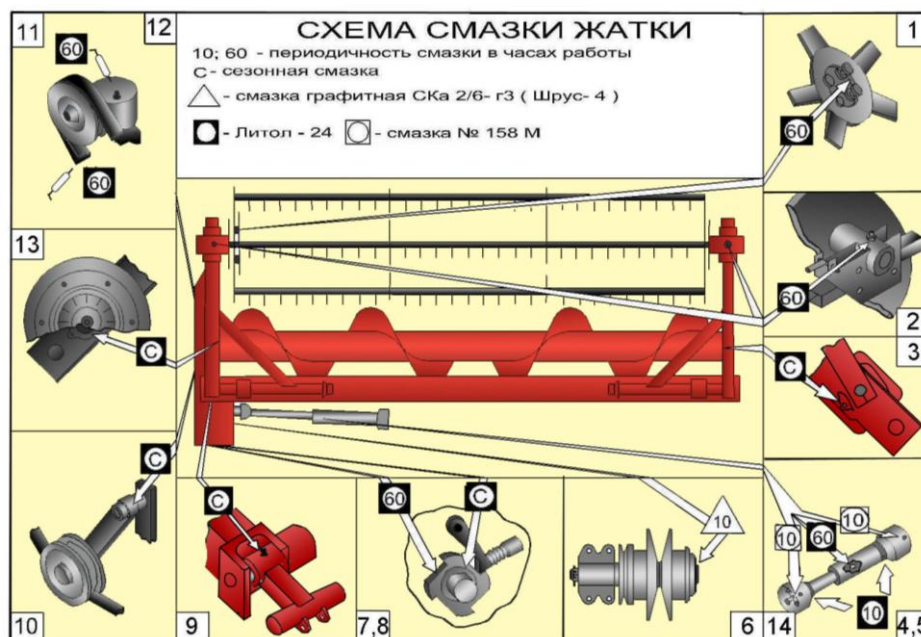 СХЕМА СМАЗКИ ЖАТКИ
10; 60 - периодичность смазки в часах работы
С - сезонная смазка
- смазка графитная СКа 2/6- г3 ( Шрус- 4 )
- Литол - 24
- смазка № 158 М
11
12
60
60
1
60
13
С
60
2
3
С
С
10
С
9
60
С
7,8
10
6
10
10
60
10
14
4,5